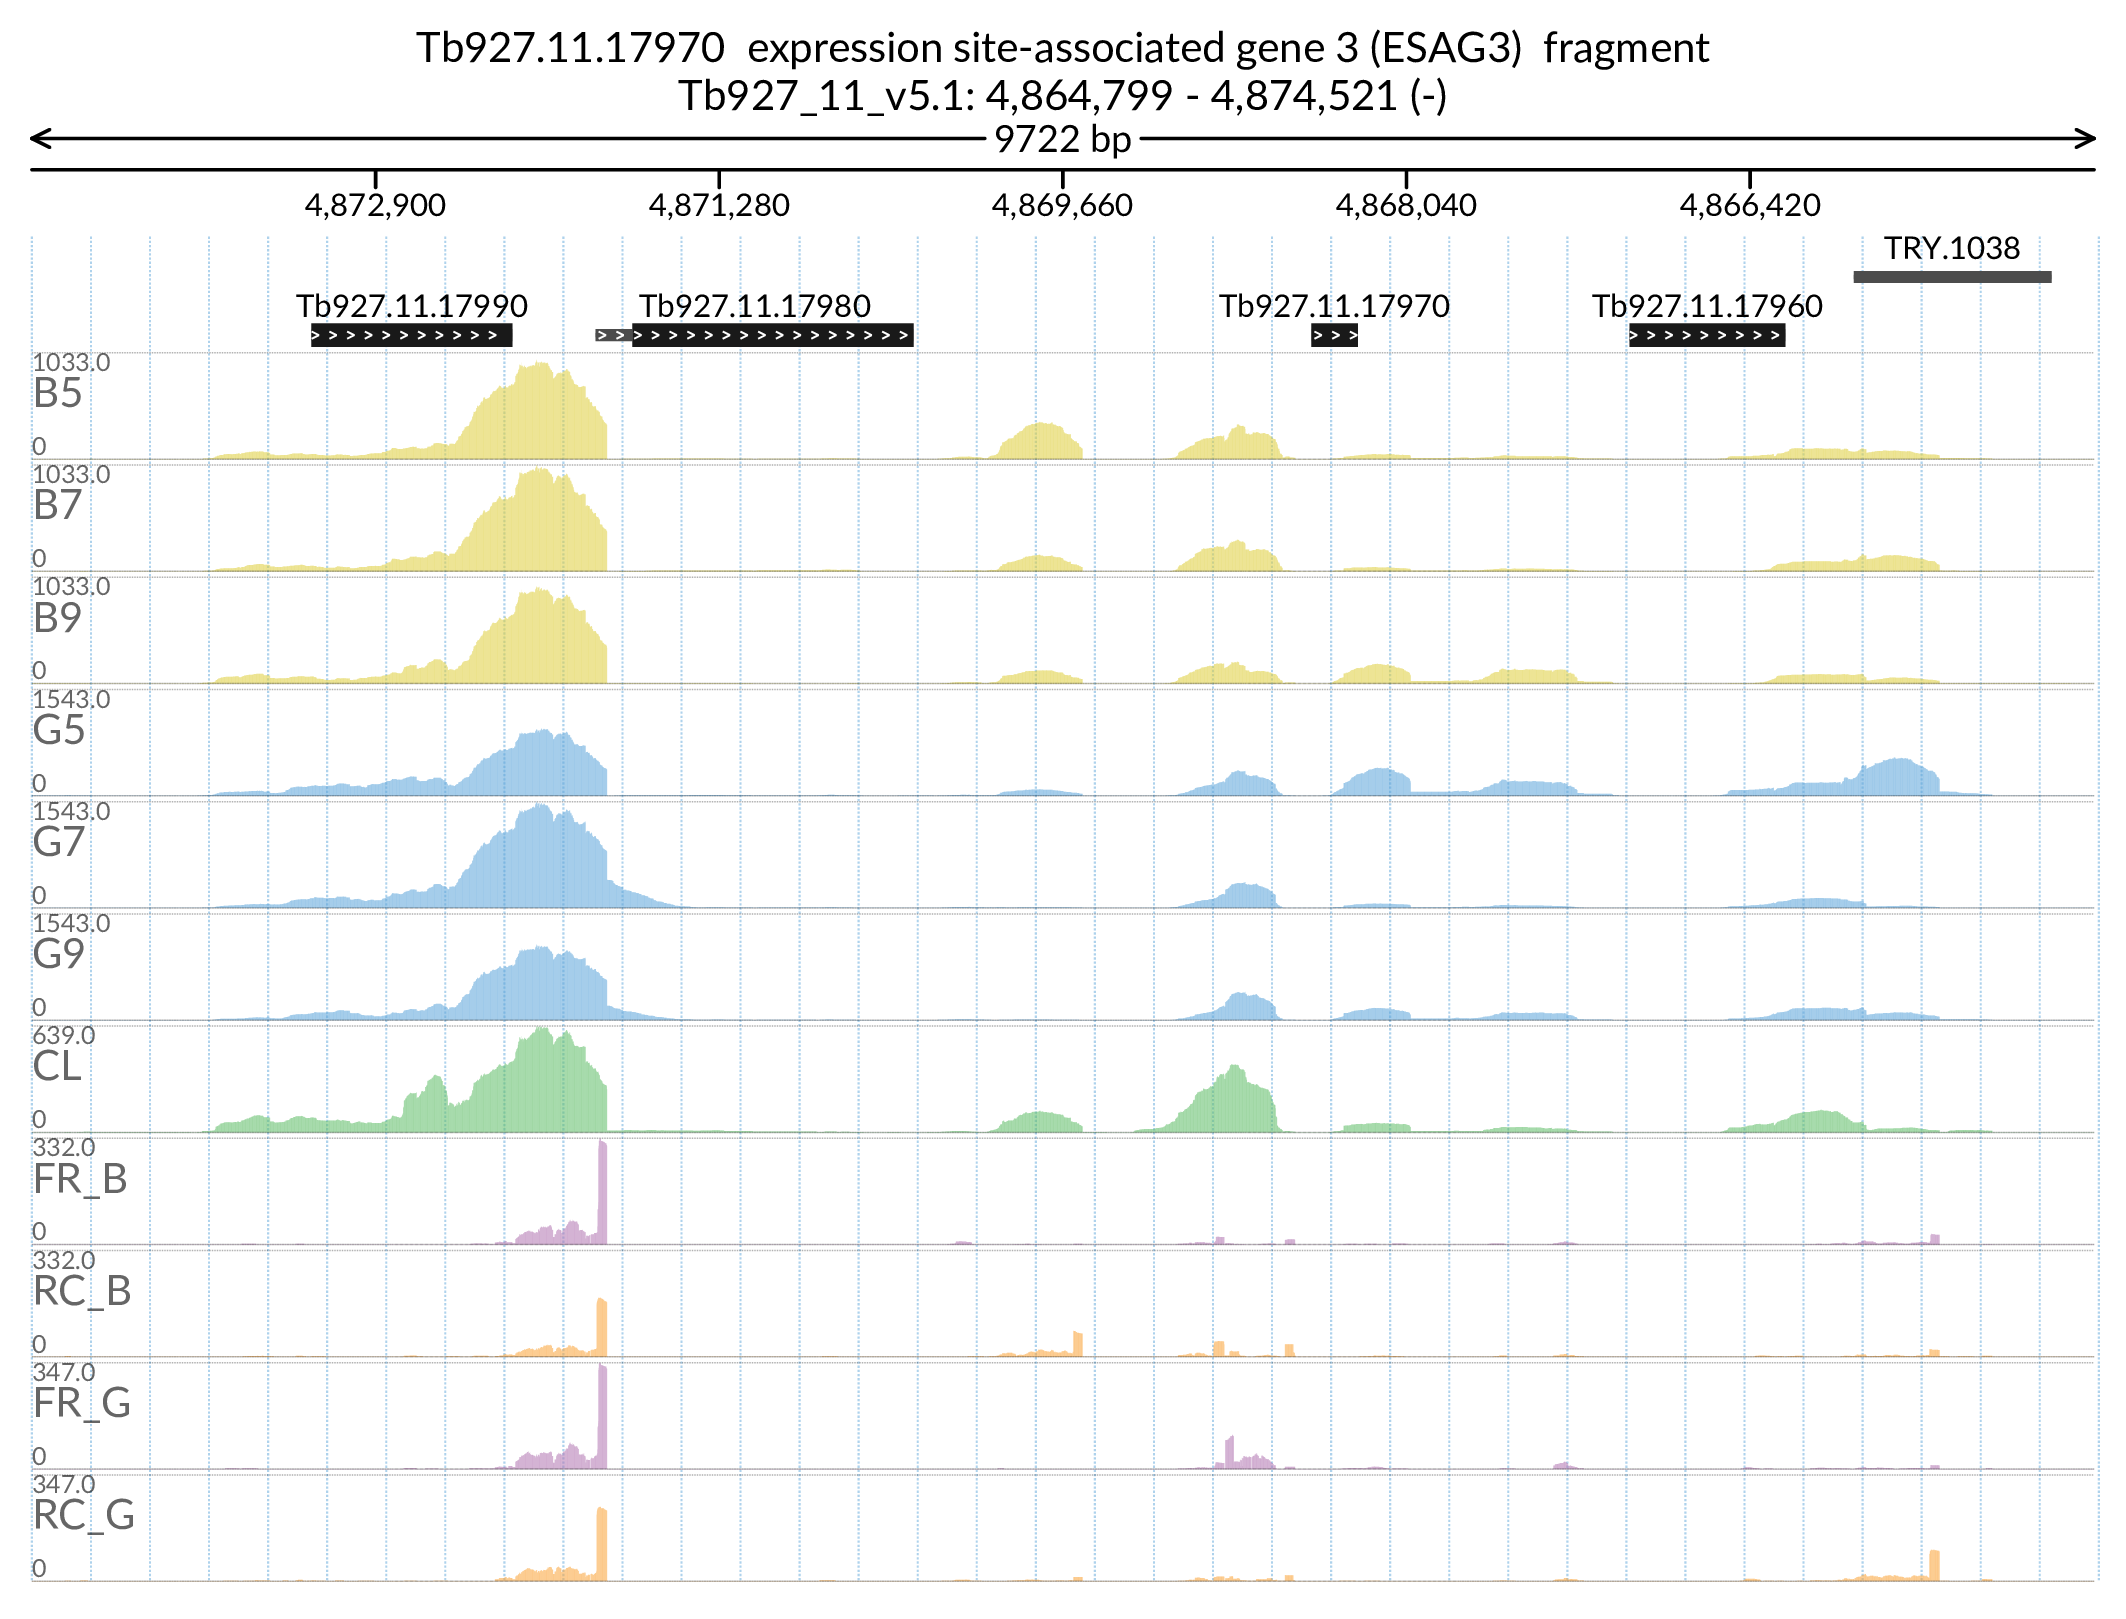 Tb927.11.17970  expression site-associated gene 3 (ESAG3)  fragment
Tb927_11_v5.1: 4,864,799 - 4,874,521 (-)
9722 bp
4,872,900 4,871,280 4,869,660 4,868,040 4,866,420
TRY.1038
Tb927.11.17990 Tb927.11.17980 Tb927.11.17970 Tb927.11.17960
1033.0
B5
0
1033.0
B7
0
1033.0
B9
0
1543.0
G5
0
1543.0
G7
0
1543.0
G9
0
639.0
CL
0
332.0
FR_B
0
332.0
RC_B
0
347.0
FR_G
0
347.0
RC_G
0